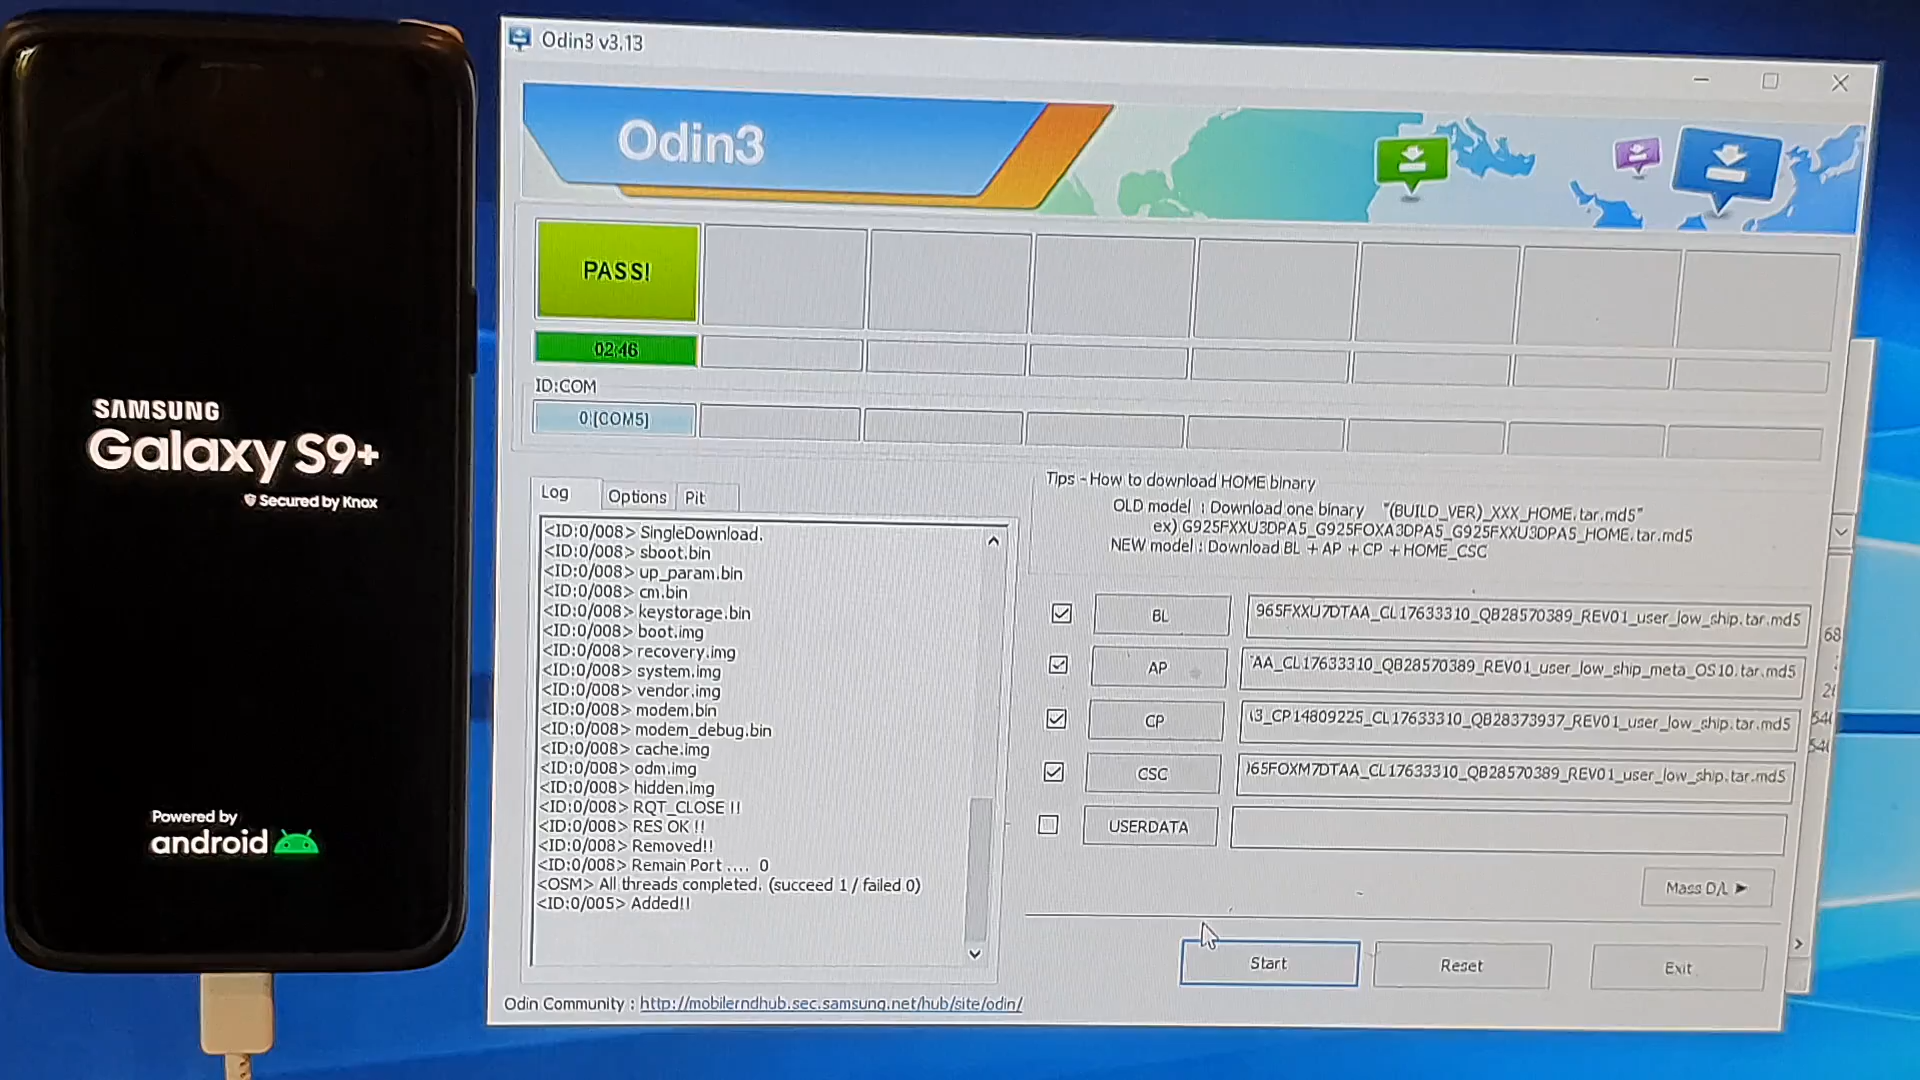 SAMSUNG
Galaxy S9+
Secured by Knox
Powered by
android
Odin3 v3.13
Odin3
PASS!
02:46
ID:COM
0:[COM5]
Log
Options
Pit
<ID:0/008> SingleDownload.
<ID:0/008> sboot.bin
<ID:0/008> up_param.bin
<ID:0/008> cm.bin
<ID:0/008> keystorage.bin
<ID:0/008> boot.img
<ID:0/008> recovery.img
<ID:0/008> system.img
<ID:0/008> vendor.img
<ID:0/008> modem.bin
<ID:0/008> modem_debug.bin
<ID:0/008> cache.img
<ID:0/008> odm.img
<ID:0/008> hidden.img
<ID:0/008> RQT_CLOSE !!
<ID:0/008> RES OK !!
<ID:0/008> Removed!!
<ID:0/008> Remain Port .... 0
<OSM> All threads completed. (succeed 1 / failed 0)
<ID:0/005> Added!!
Tips - How to download HOME binary
OLD model : Download one binary "(BUILD_VER)_XXX_HOME.tar.md5"
ex) G925FXXU3DPA5_G925FOXA3DPA5_G925FXXU3DPA5_HOME.tar.md5
NEW model : Download BL + AP + CP + HOME_CSC
BL 965FXXU7DTAA_CL17633310_QB28570389_REV01_user_low_ship.tar.md5
AP AA_CL17633310_QB28570389_REV01_user_low_ship_meta_OS10.tar.md5
CP 3_CP14809225_CL17633310_QB28373937_REV01_user_low_ship.tar.md5
CSC 965FOXM7DTAA_CL17633310_QB28570389_REV01_user_low_ship.tar.md5
USERDATA
Mass D/L
Start
Reset
Exit
Odin Community : http://mobilerndhub.sec.samsung.net/hub/site/odin/
68